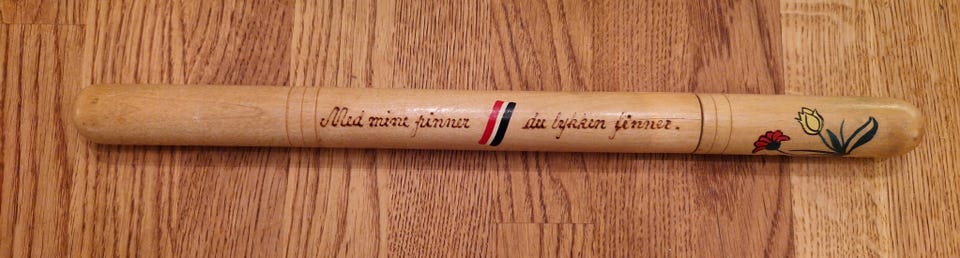 Med mine pinner du lykken finner.